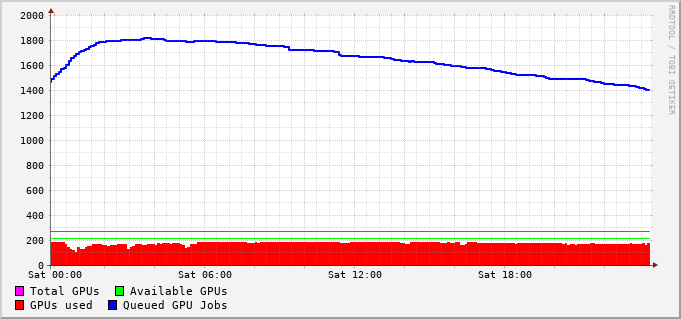 2000
1800
1600
1400
1200
1000
800
600
400
200
0
Sat 00:00 Sat 06:00 Sat 12:00 Sat 18:00
Total GPUs Available GPUs
GPUs used Queued GPU Jobs
RRDTOOL / TOBI OETIKER